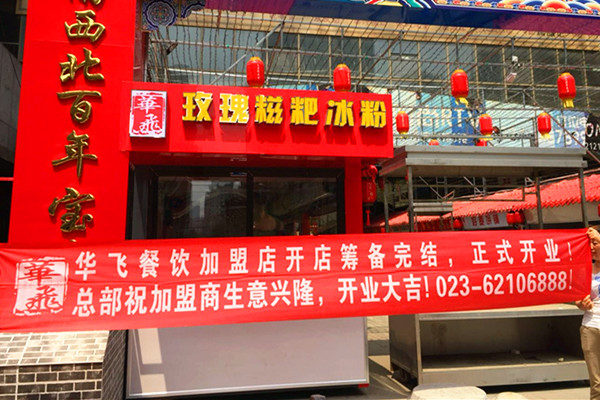 西北百年宝
華飛
玫瑰糍粑冰粉
華飛
华飞餐饮加盟店开店筹备完结，正式开业！
总部祝加盟商生意兴隆，开业大吉！023-62106888！